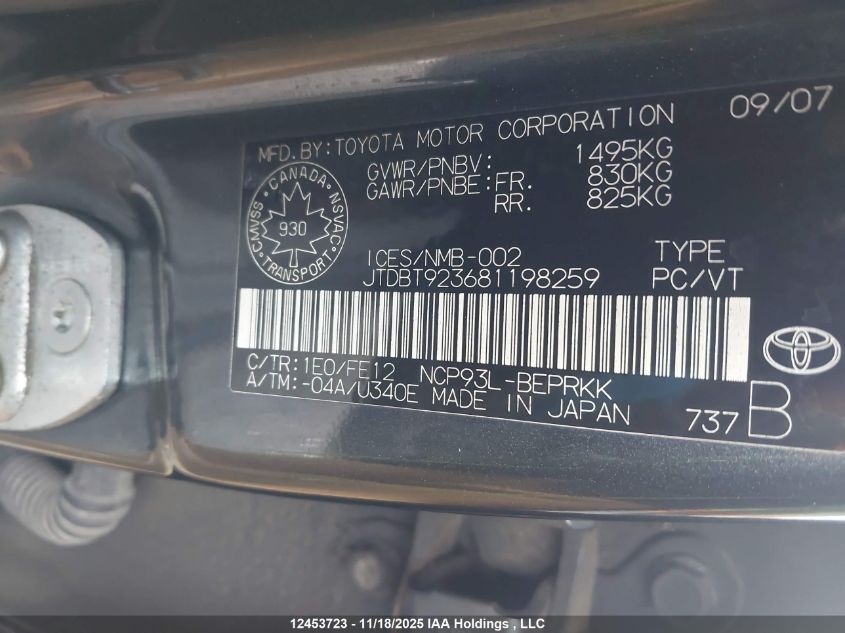 09/07
MFD.BY:TOYOTA MOTOR CORPORATION
GVWR/PNBV: 1495KG
GAWR/PNBE:FR. 830KG
RR. 825KG
CMVSS · CANADA · NSVAC · TRANSPORT ·
930
ICES/NMB-002 TYPE
JTDBT923681198259 PC/VT
C/TR:1E0/FE12 NCP93L-BEPRKK
A/TM:-04A/U340E MADE IN JAPAN 737 B
12453723 - 11/18/2025 IAA Holdings , LLC